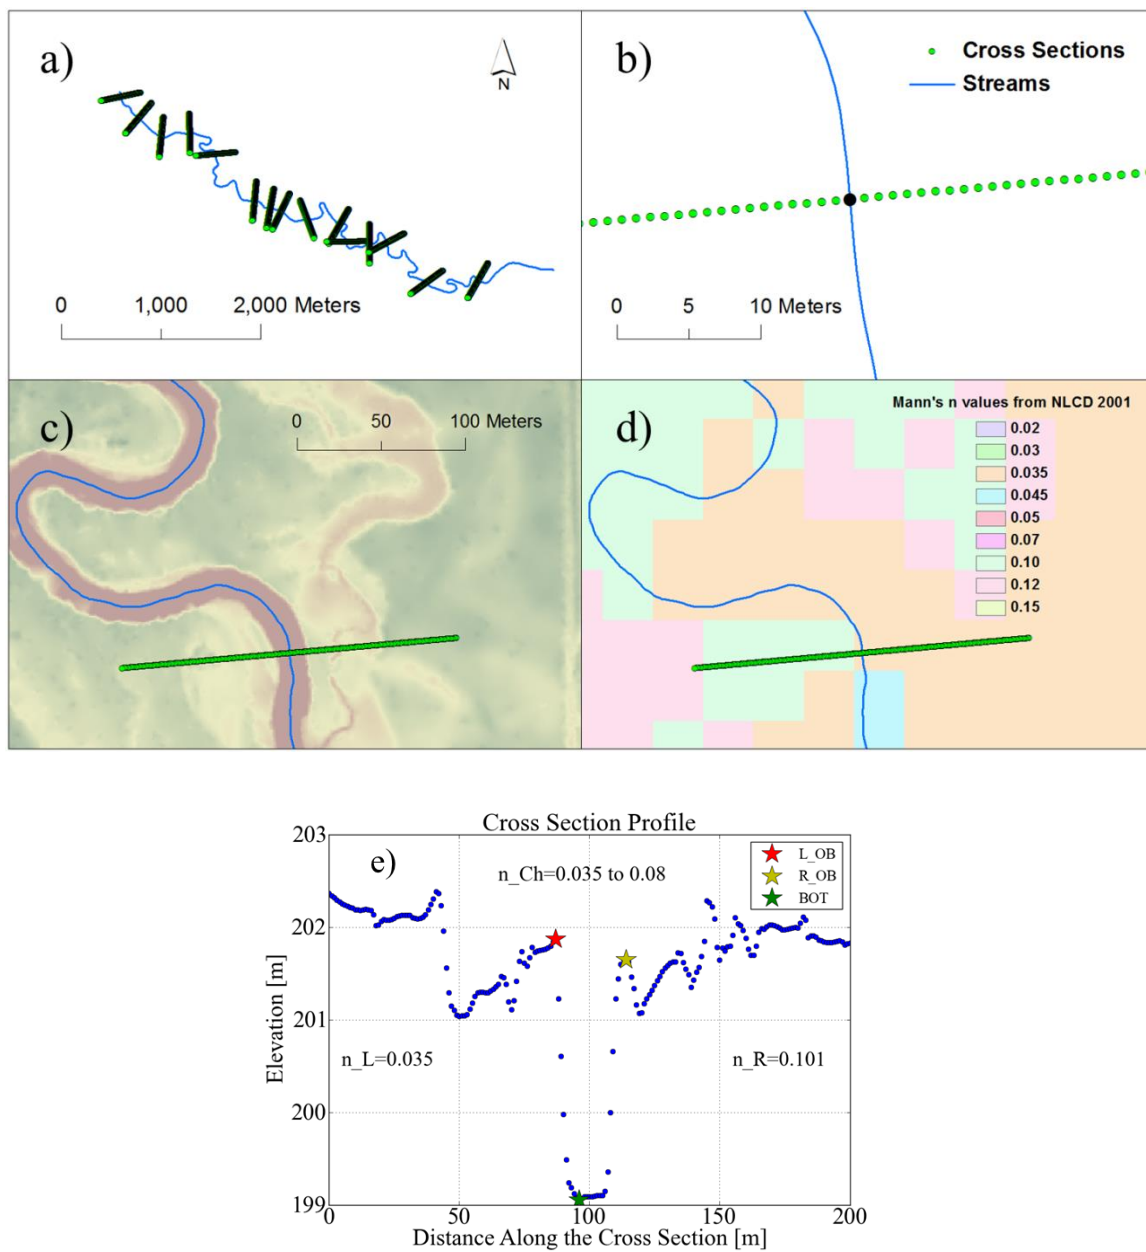 a)
N
0 1,000 2,000 Meters
b)
Cross Sections
Streams
0 5 10 Meters
c)
0 50 100 Meters
d)
Mann's n values from NLCD 2001
0.02
0.03
0.035
0.045
0.05
0.07
0.10
0.12
0.15
Cross Section Profile
e)
n_Ch=0.035 to 0.08
L_OB
R_OB
BOT
n_L=0.035
n_R=0.101
Elevation [m]
203
202
201
200
199
0 50 100 150 200
Distance Along the Cross Section [m]